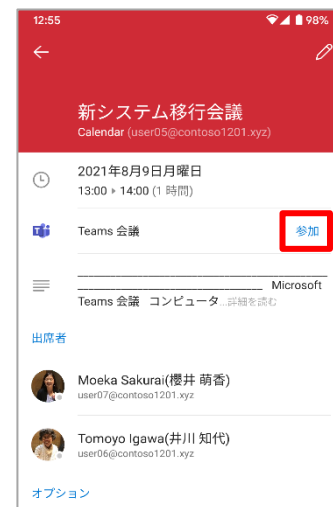 12:55 98%
新システム移行会議
Calendar (user05@contoso1201.xyz)
2021年8月9日月曜日
13:00 ▸ 14:00 (1 時間)
Teams 会議 参加
________________________________________
______________________________ Microsoft
Teams 会議 コンピュータ...詳細を読む
出席者
Moeka Sakurai(櫻井 萌香)
user07@contoso1201.xyz
Tomoyo Igawa(井川 知代)
user06@contoso1201.xyz
オプション